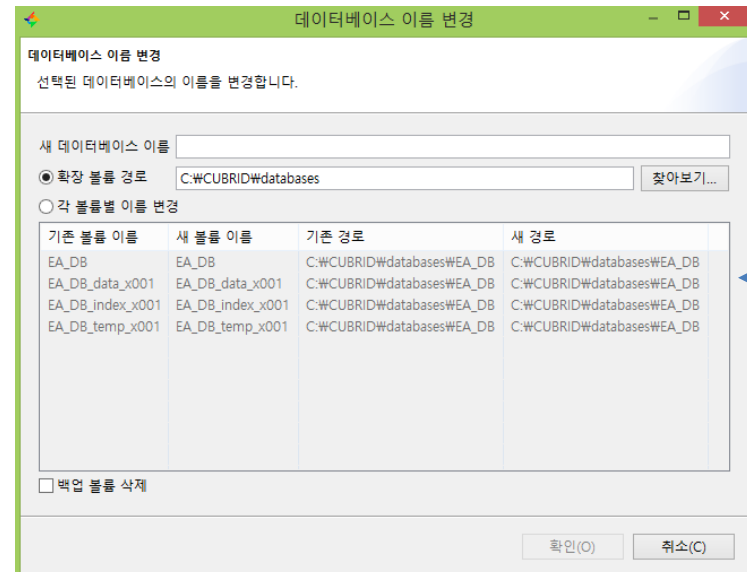 데이터베이스 이름 변경
데이터베이스 이름 변경
선택된 데이터베이스의 이름을 변경합니다.
새 데이터베이스 이름
확장 볼륨 경로 C:₩CUBRID₩databases 찾아보기...
각 볼륨별 이름 변경
기존 볼륨 이름 새 볼륨 이름 기존 경로 새 경로
EA_DB EA_DB C:₩CUBRID₩databases₩EA_DB C:₩CUBRID₩databases₩EA_DB
EA_DB_data_x001 EA_DB_data_x001 C:₩CUBRID₩databases₩EA_DB C:₩CUBRID₩databases₩EA_DB
EA_DB_index_x001 EA_DB_index_x001 C:₩CUBRID₩databases₩EA_DB C:₩CUBRID₩databases₩EA_DB
EA_DB_temp_x001 EA_DB_temp_x001 C:₩CUBRID₩databases₩EA_DB C:₩CUBRID₩databases₩EA_DB
백업 볼륨 삭제
확인(O) 취소(C)